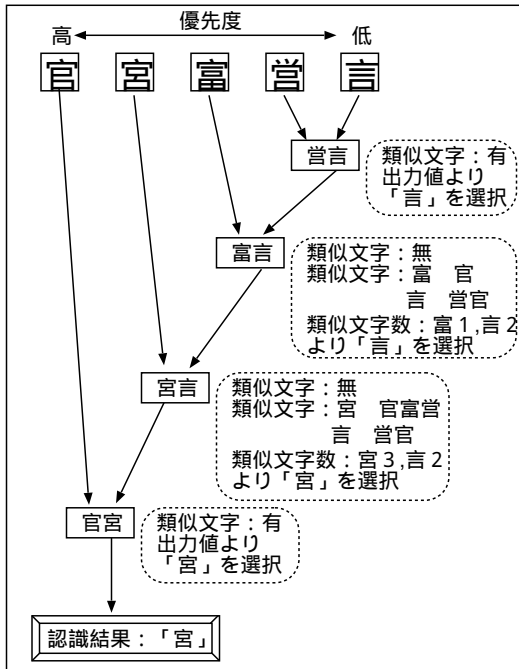 優先度
高 低
官 宮 富 営 言
営言
類似文字：有
出力値より
「言」を選択
富言
類似文字：無
類似文字：富 官
言 営官
類似文字数：富１,言２
より「言」を選択
宮言
類似文字：無
類似文字：宮 官富営
言 営官
類似文字数：宮３,言２
より「宮」を選択
官宮
類似文字：有
出力値より
「宮」を選択
認識結果：「宮」